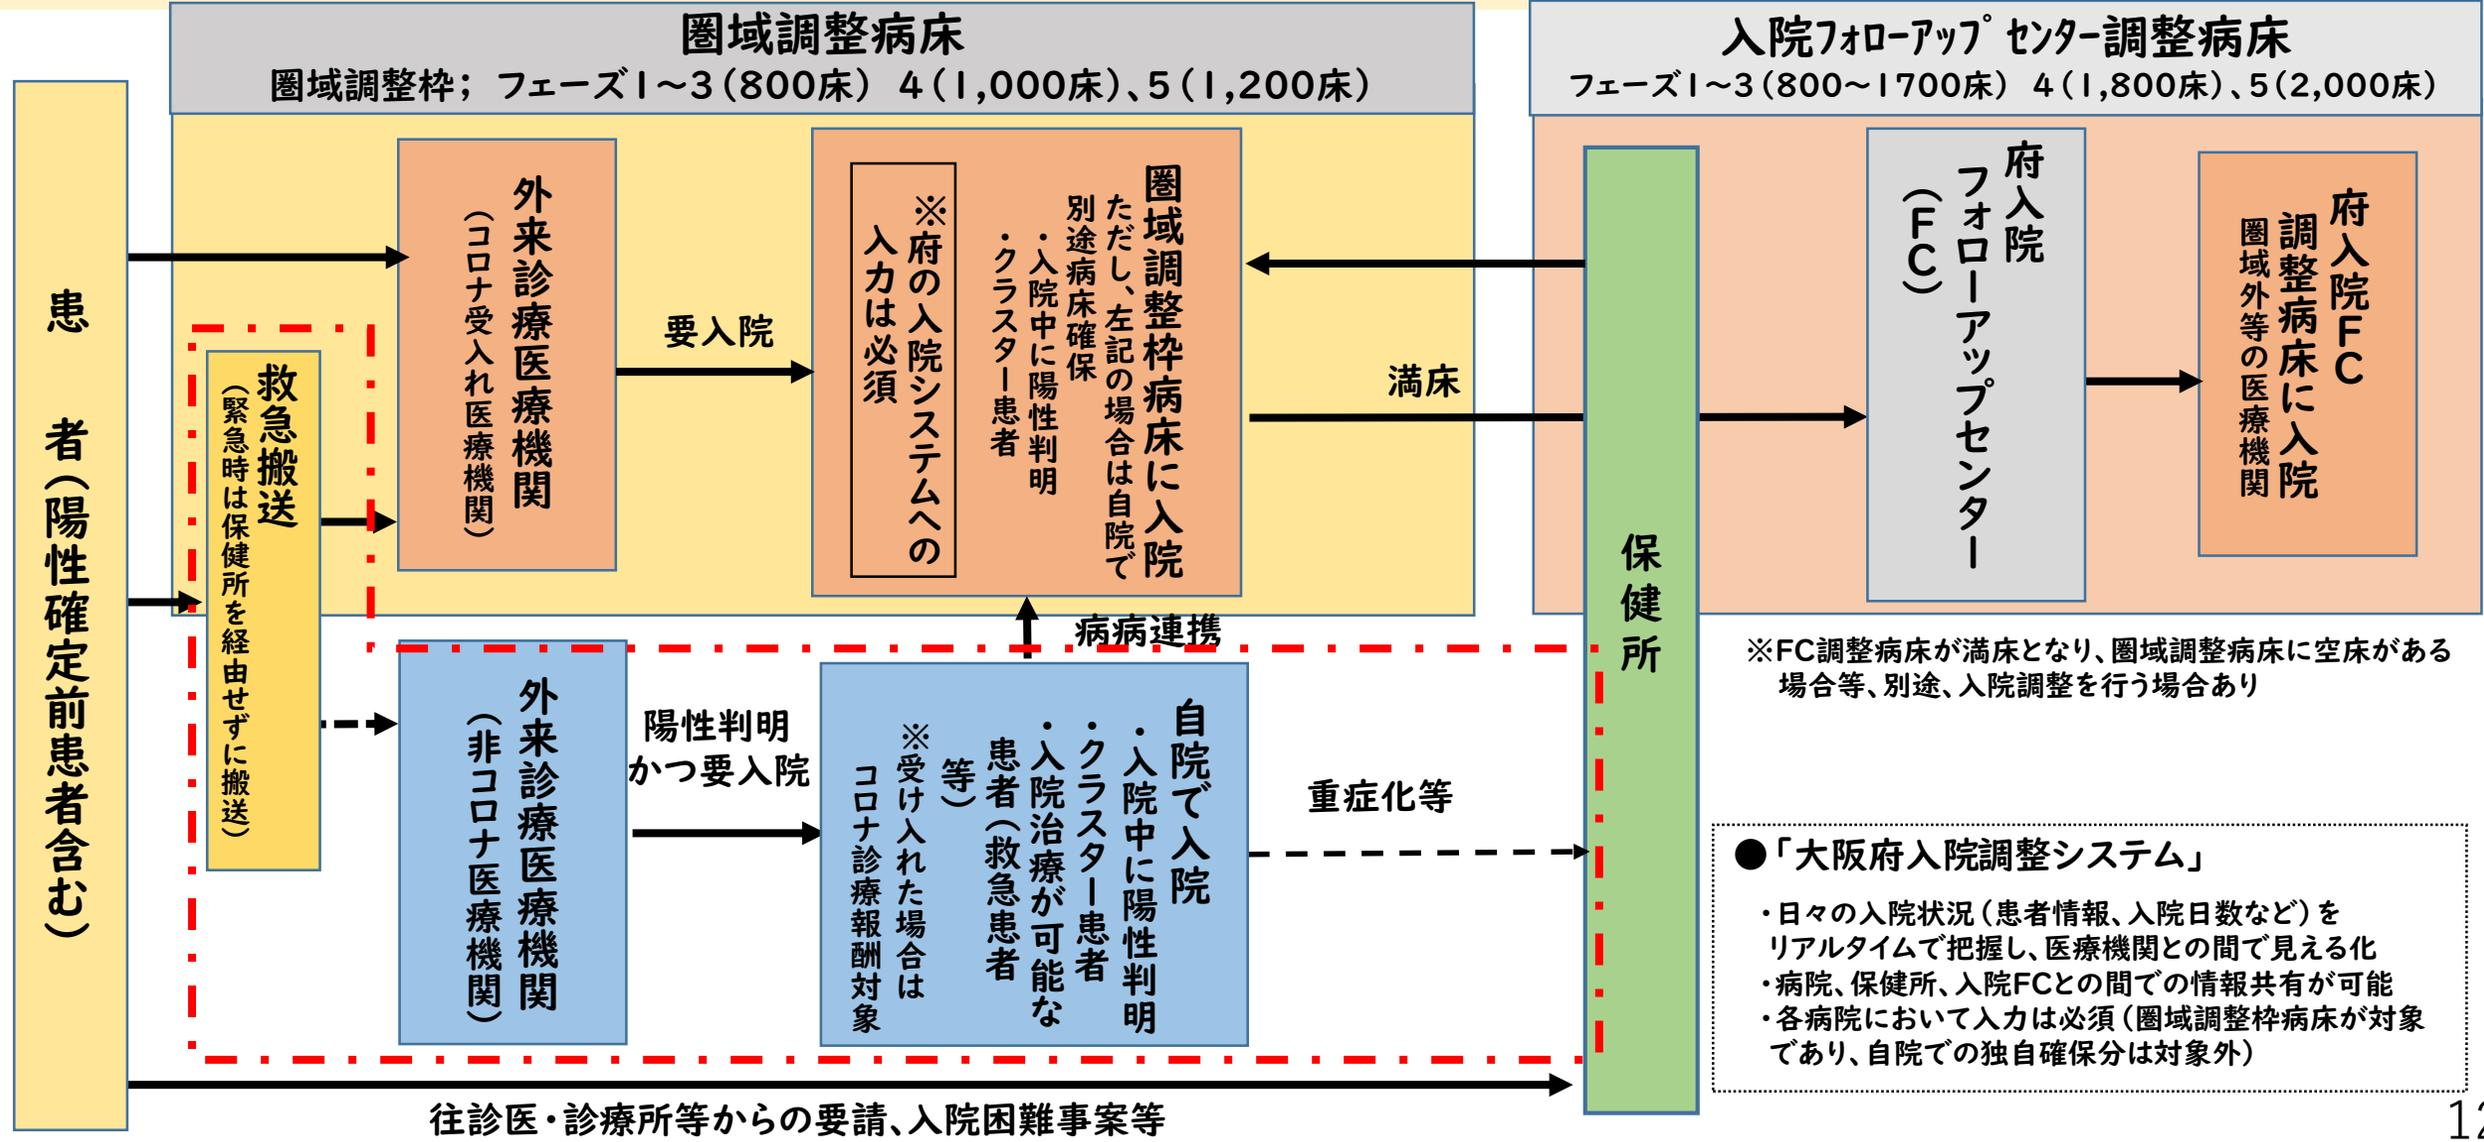 圏域調整病床
圏域調整枠；　フェーズ1～3（800床）　4（1,000床）、5（1,200床）
入院フォローアップセンター調整病床
フェーズ1～3（800～1700床）　4（1,800床）、5（2,000床）
患　者（陽性確定前患者含む）
救急搬送
（緊急時は保健所を経由せずに搬送）
外来診療医療機関
（コロナ受入れ医療機関）
要入院
圏域調整枠病床に入院
ただし、左記の場合は自院で
別途病床確保
・入院中に陽性判明
・クラスター患者
※府の入院システムへの
入力は必須
満床
保健所
府入院
フォローアップセンター
（FC）
府入院FC
調整病床に入院
圏域外等の医療機関
病病連携
※FC調整病床が満床となり、圏域調整病床に空床がある
場合等、別途、入院調整を行う場合あり
外来診療医療機関
（非コロナ医療機関）
陽性判明
かつ要入院
自院で入院
・入院中に陽性判明
・クラスター患者
・入院治療が可能な
患者（救急患者
等）
※受け入れた場合は
コロナ診療報酬対象
重症化等
●「大阪府入院調整システム」
・日々の入院状況（患者情報、入院日数など）を
リアルタイムで把握し、医療機関との間で見える化
・病院、保健所、入院FCとの間での情報共有が可能
・各病院において入力は必須（圏域調整枠病床が対象
であり、自院での独自確保分は対象外）
往診医・診療所等からの要請、入院困難事案等
12